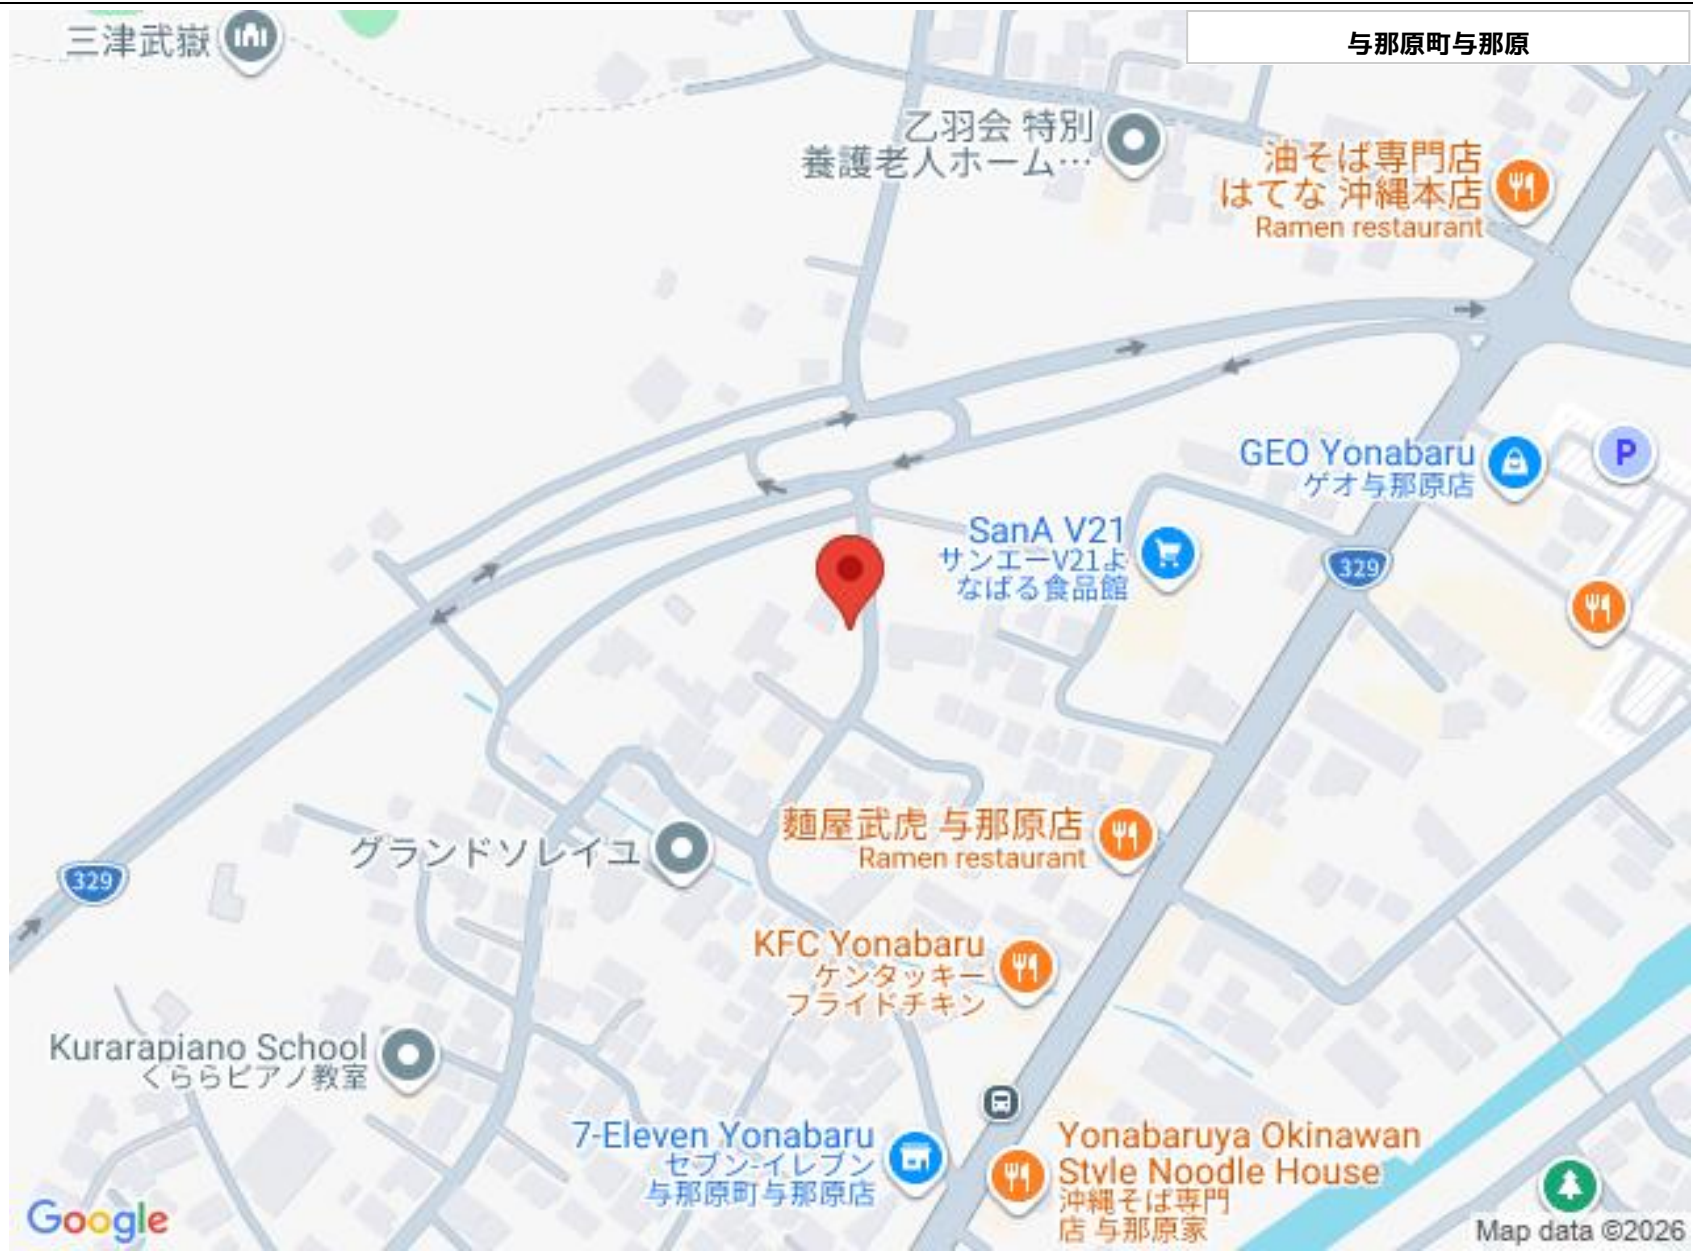 与那原町与那原
三津武嶽
乙羽会 特別
養護老人ホーム…
油そば専門店
はてな 沖縄本店
Ramen restaurant
GEO Yonabaru
ゲオ与那原店
P
SanA V21
サンエーV21よ
なばる食品館
329
麺屋武虎 与那原店
Ramen restaurant
グランドソレイユ
329
KFC Yonabaru
ケンタッキー
フライドチキン
Kurarapiano School
くららピアノ教室
7-Eleven Yonabaru
セブン-イレブン
与那原町与那原店
Yonabaruya Okinawan
Style Noodle House
沖縄そば専門
店 与那原家
Google
Map data ©2026